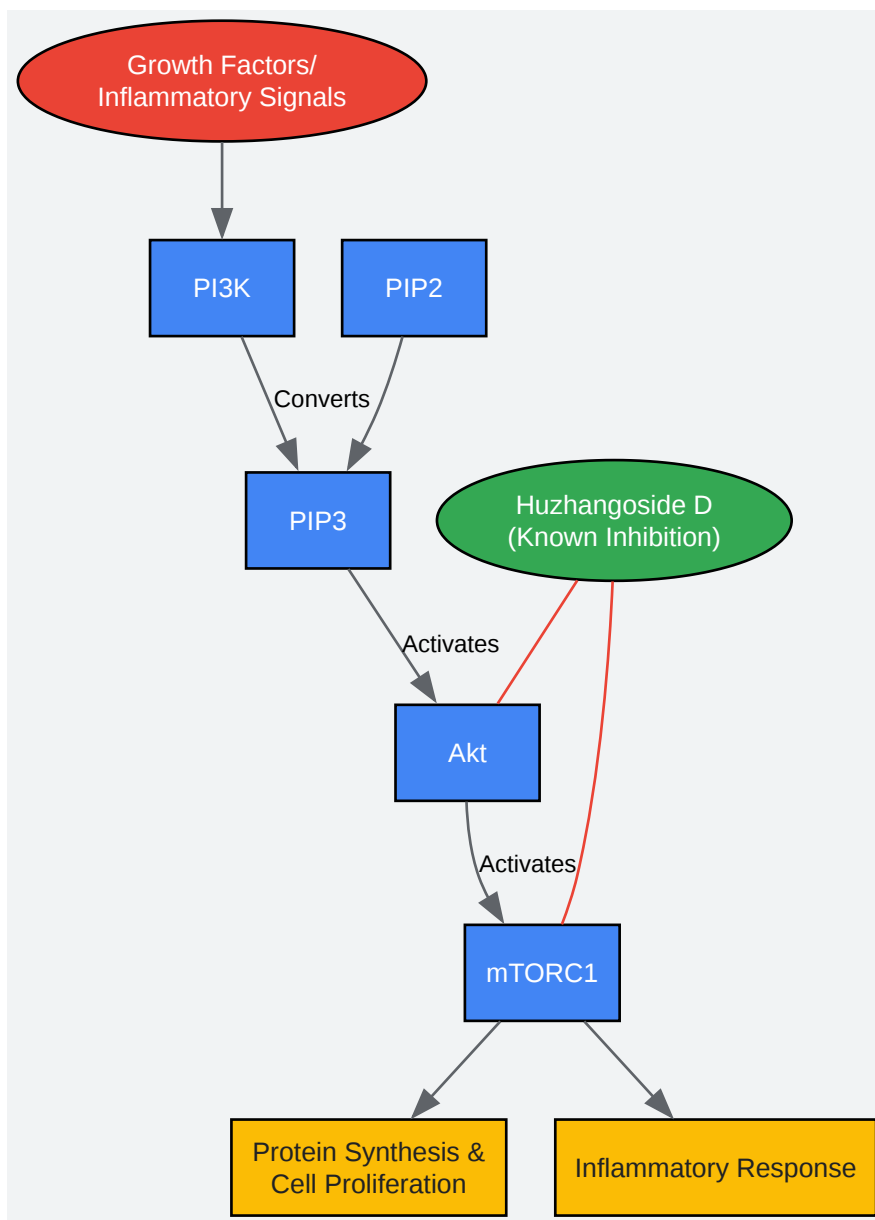 Growth Factors/
Inflammatory Signals
PI3K
PIP2
Converts
PIP3
Huzhangoside D
(Known Inhibition)
Activates
Akt
Activates
mTORC1
Protein Synthesis &
Cell Proliferation
Inflammatory Response